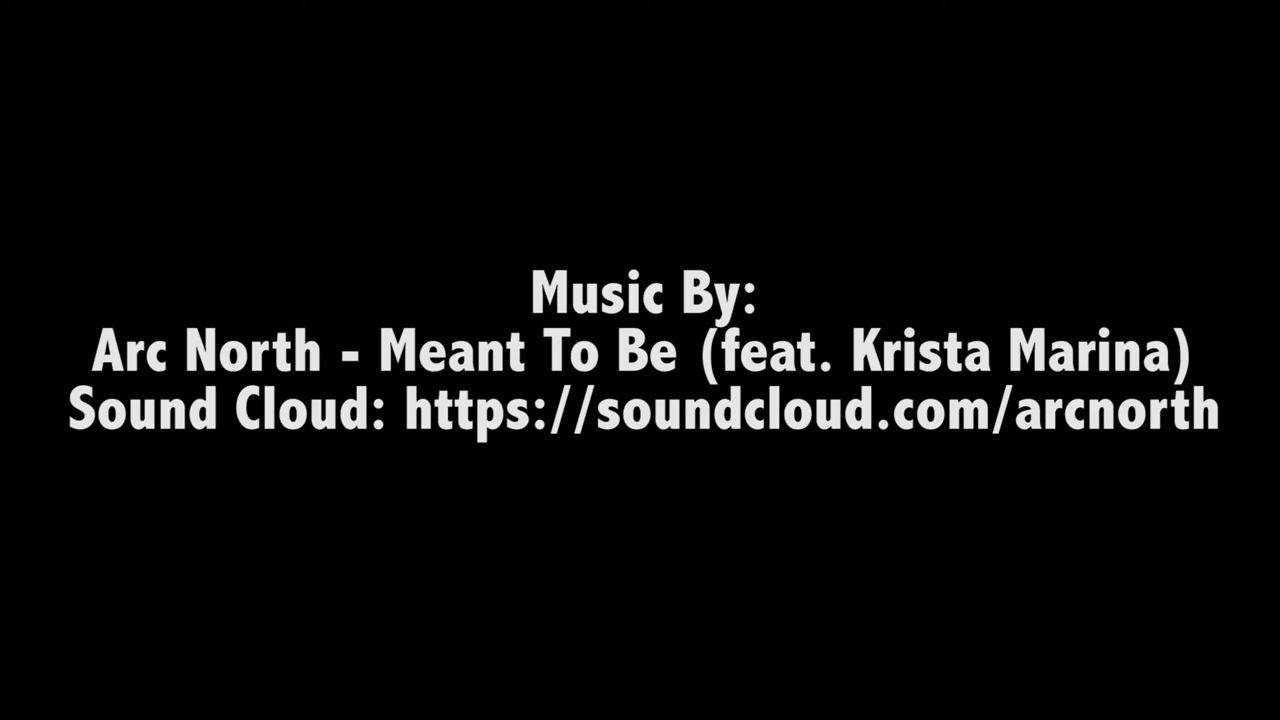 Music By:
Arc North - Meant To Be (feat. Krista Marina)
Sound Cloud: https://soundcloud.com/arcnorth